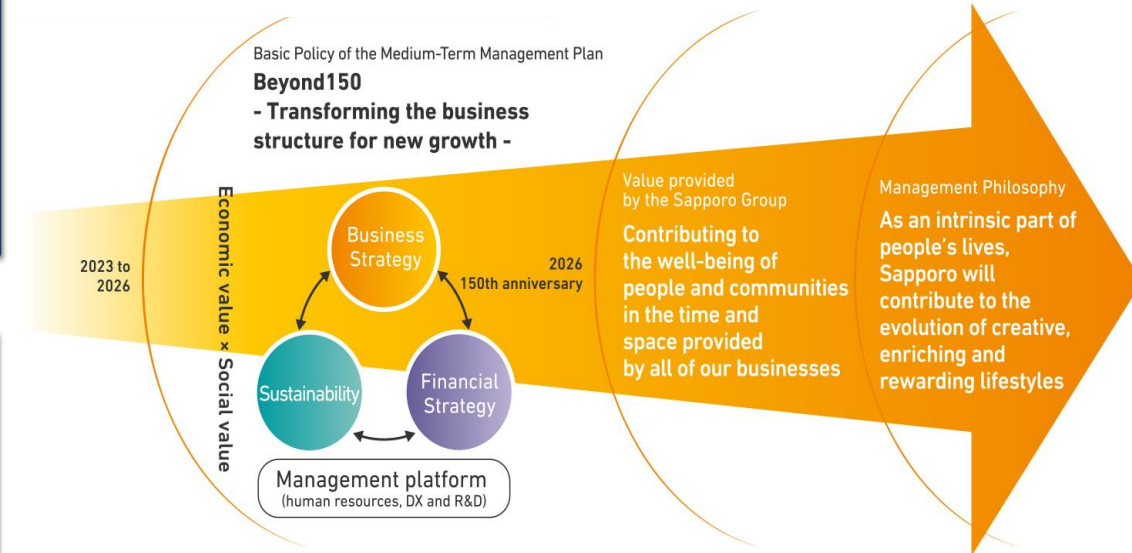 Basic Policy of the Medium-Term Management Plan
Beyond150
- Transforming the business
structure for new growth -
2023 to
2026
Economic value × Social value
Business
Strategy
Sustainability
Financial
Strategy
Management platform
(human resources, DX and R&D)
2026
150th anniversary
Value provided
by the Sapporo Group
Contributing to
the well-being of
people and communities
in the time and
space provided
by all of our businesses
Management Philosophy
As an intrinsic part of
people's lives,
Sapporo will
contribute to the
evolution of creative,
enriching and
rewarding lifestyles